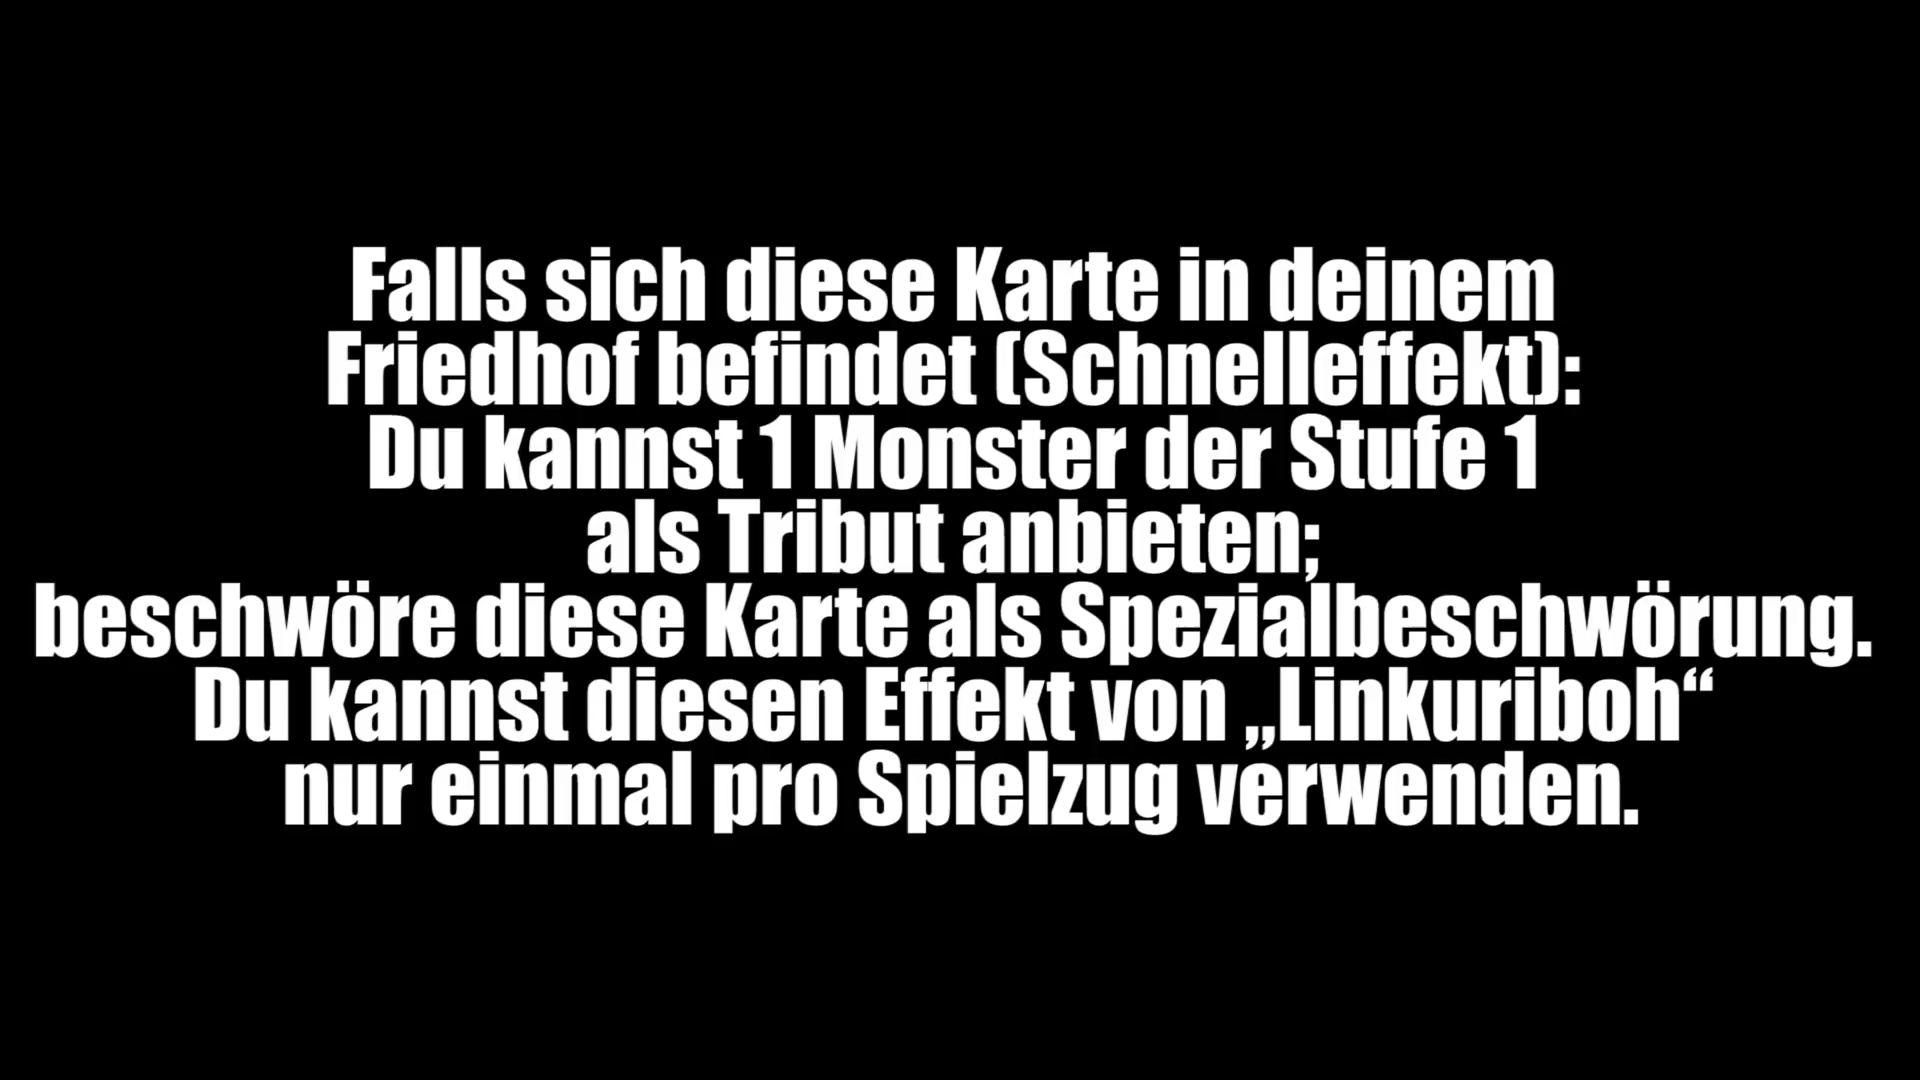 Falls sich diese Karte in deinem
Friedhof befindet (Schnelleffekt):
Du kannst 1 Monster der Stufe 1
als Tribut anbieten;
beschwöre diese Karte als Spezialbeschwörung.
Du kannst diesen Effekt von „Linkuriboh“
nur einmal pro Spielzug verwenden.